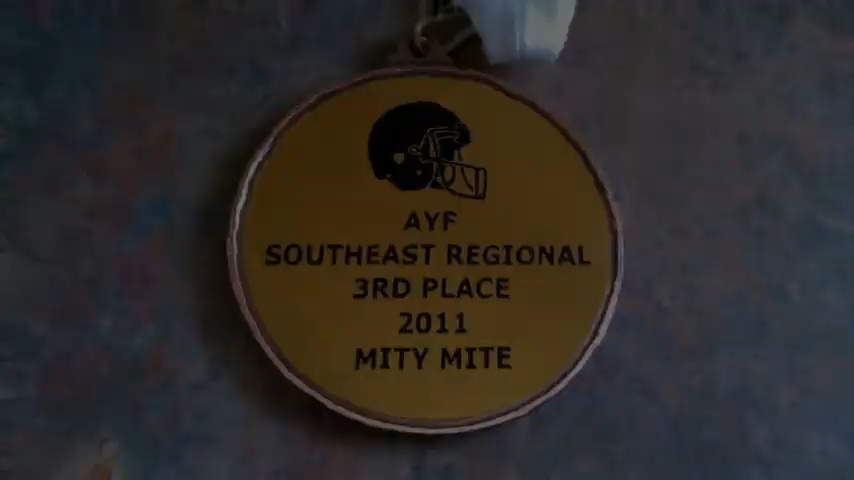 AYF
SOUTHEAST REGIONAL
3RD PLACE
2011
MITY MITE